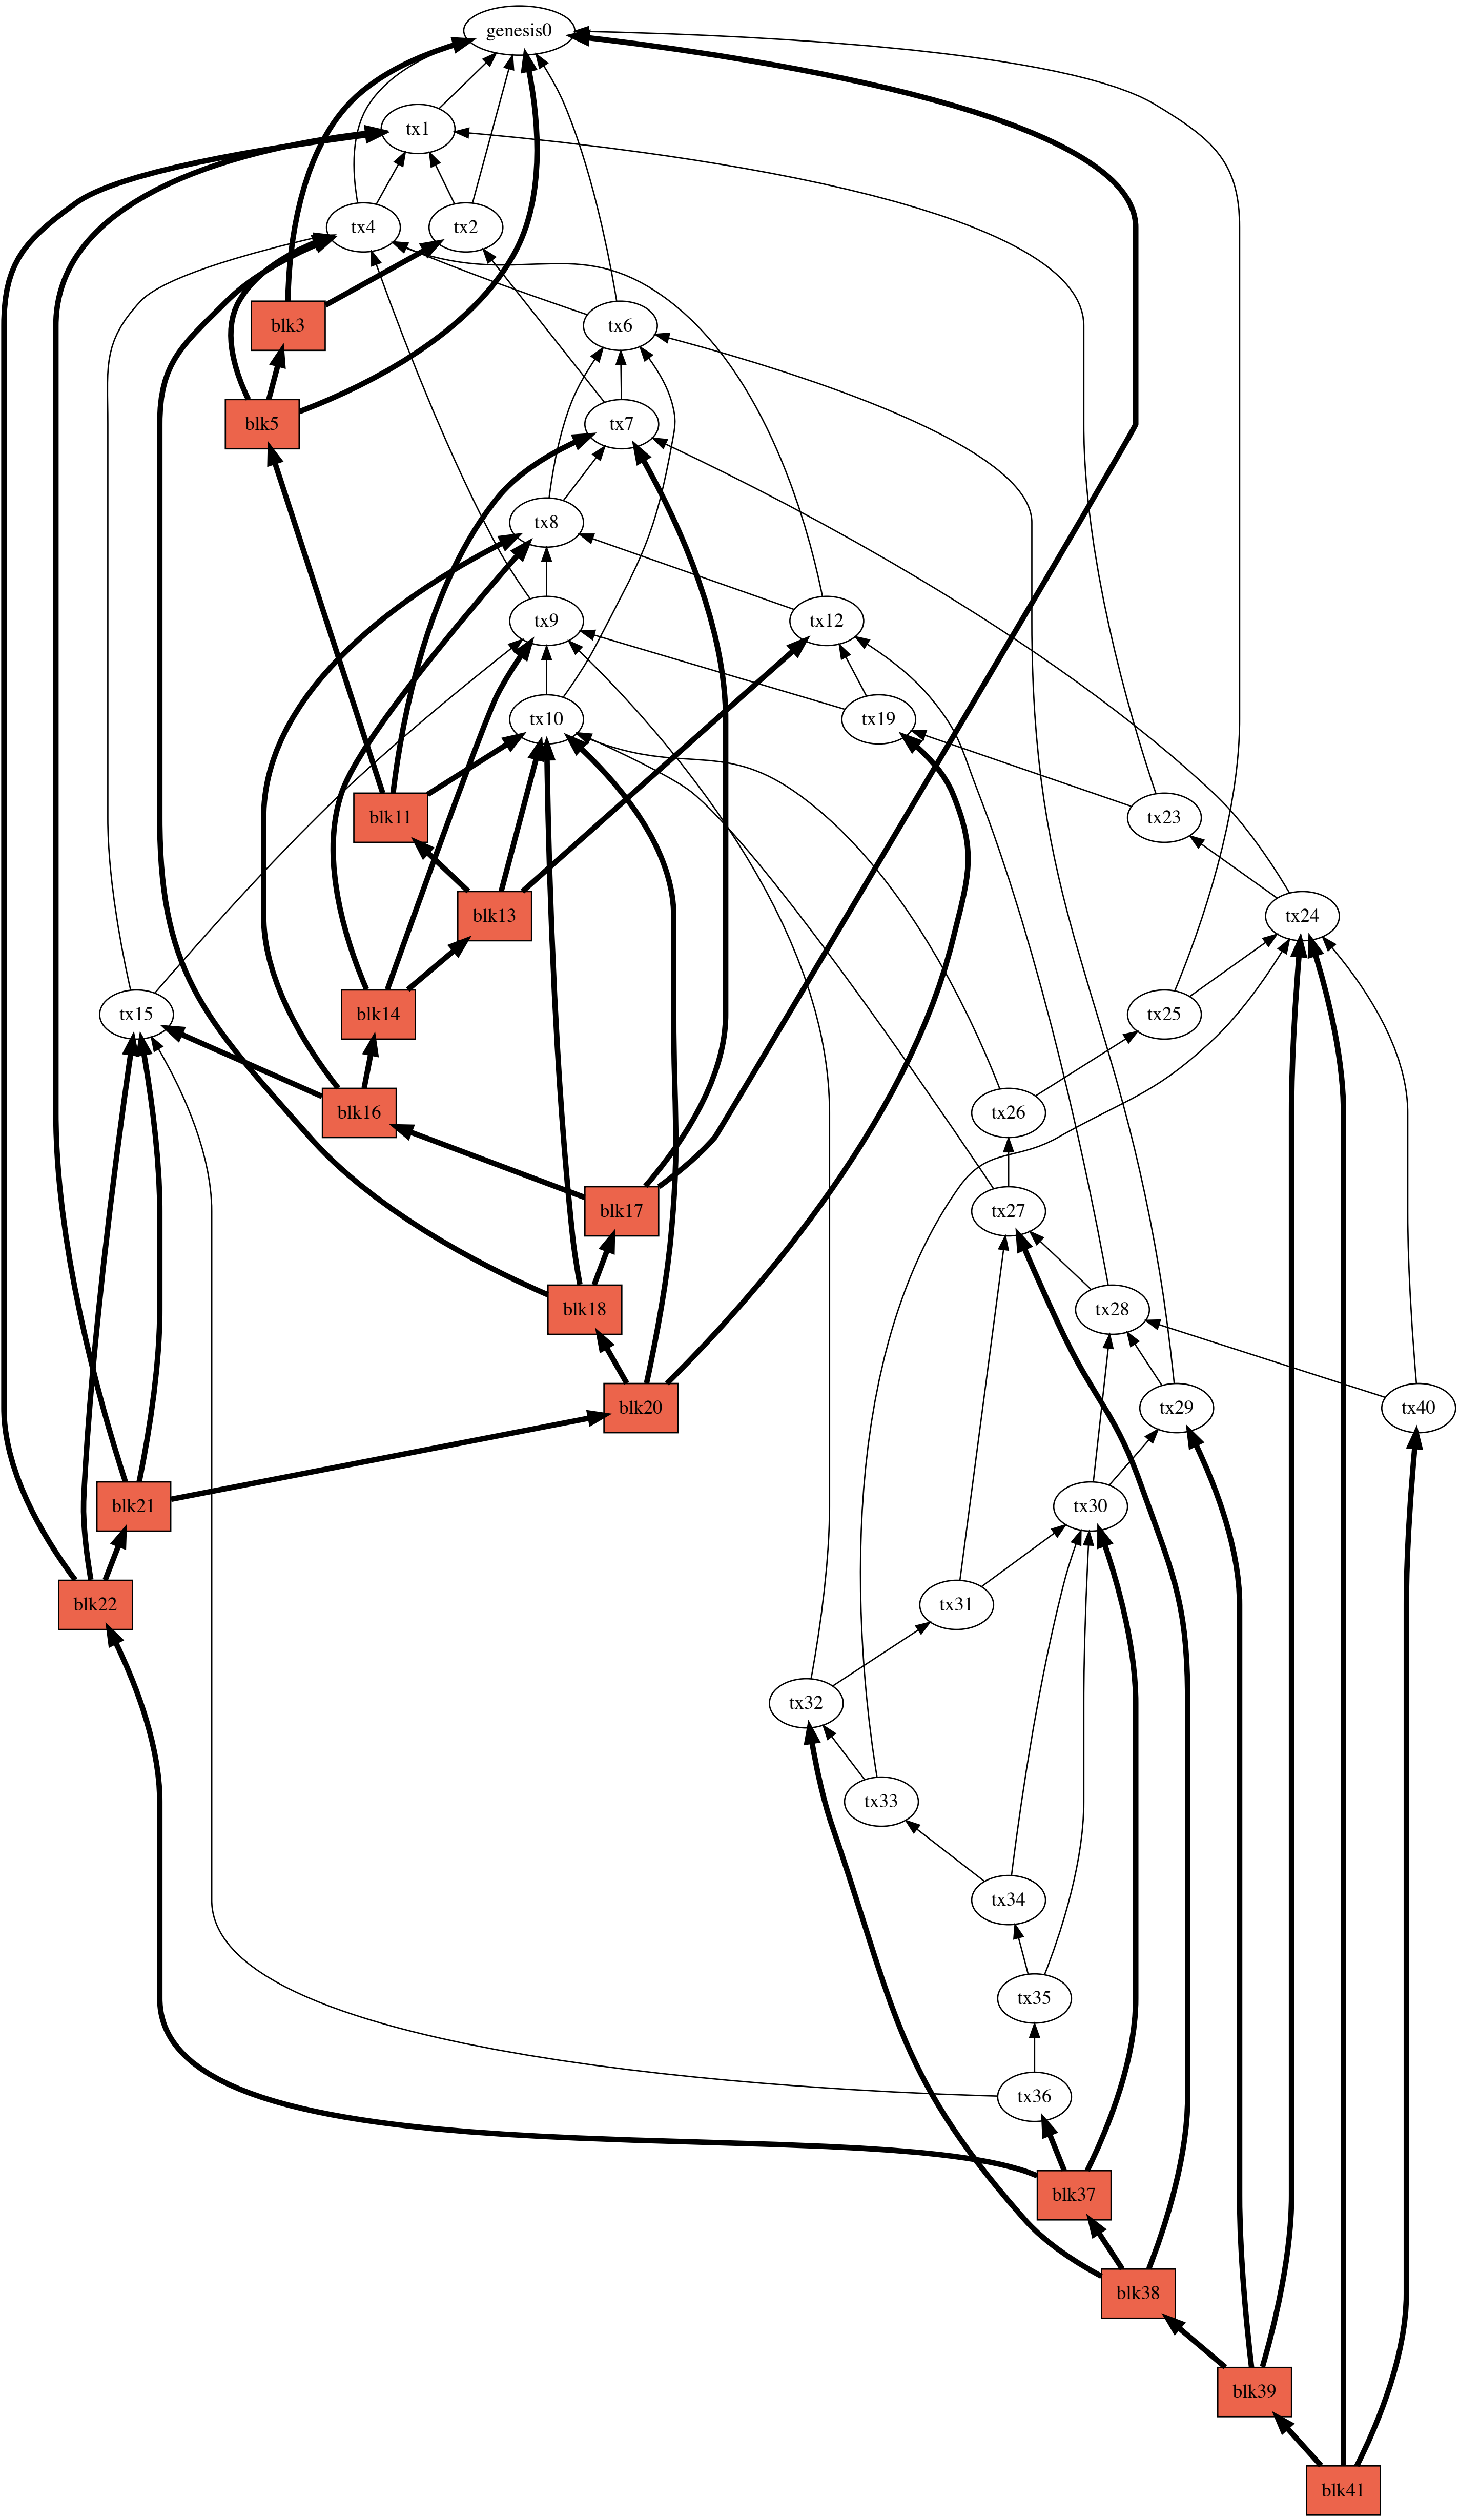 genesis0
tx1
tx4
tx2
blk3
tx6
blk5
tx7
tx8
tx9
tx12
tx10
tx19
blk11
tx23
blk13
tx24
tx15
blk14
tx25
blk16
tx26
blk17
tx27
blk18
tx28
blk20
tx29
tx40
blk21
tx30
blk22
tx31
tx32
tx33
tx34
tx35
tx36
blk37
blk38
blk39
blk41